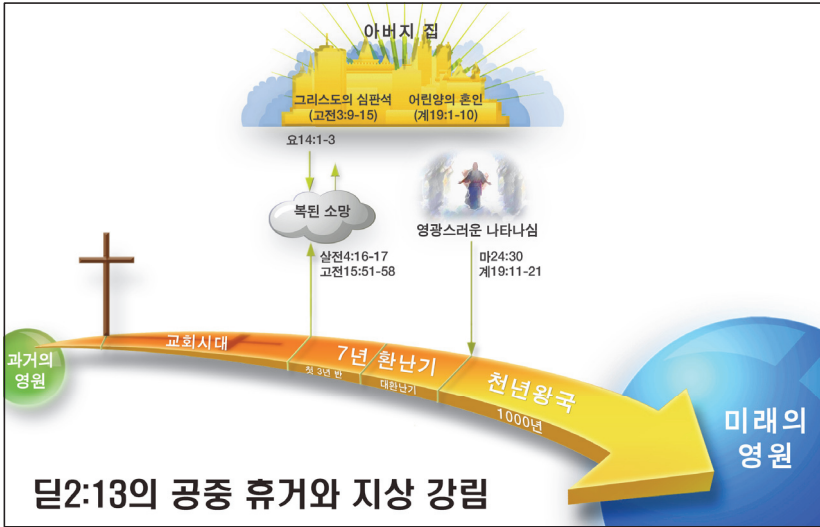 아버지 집
그리스도의 심판석
(고전3:9-15)
어린양의 혼인
(계19:1-10)
요14:1-3
복된 소망
영광스러운 나타나심
살전4:16-17
고전15:51-58
마24:30
계19:11-21
과거의
영원
교회시대
7년 환난기
첫 3년 반
대환난기
천년왕국
1000년
미래의
영원
딛2:13의 공중 휴거와 지상 강림